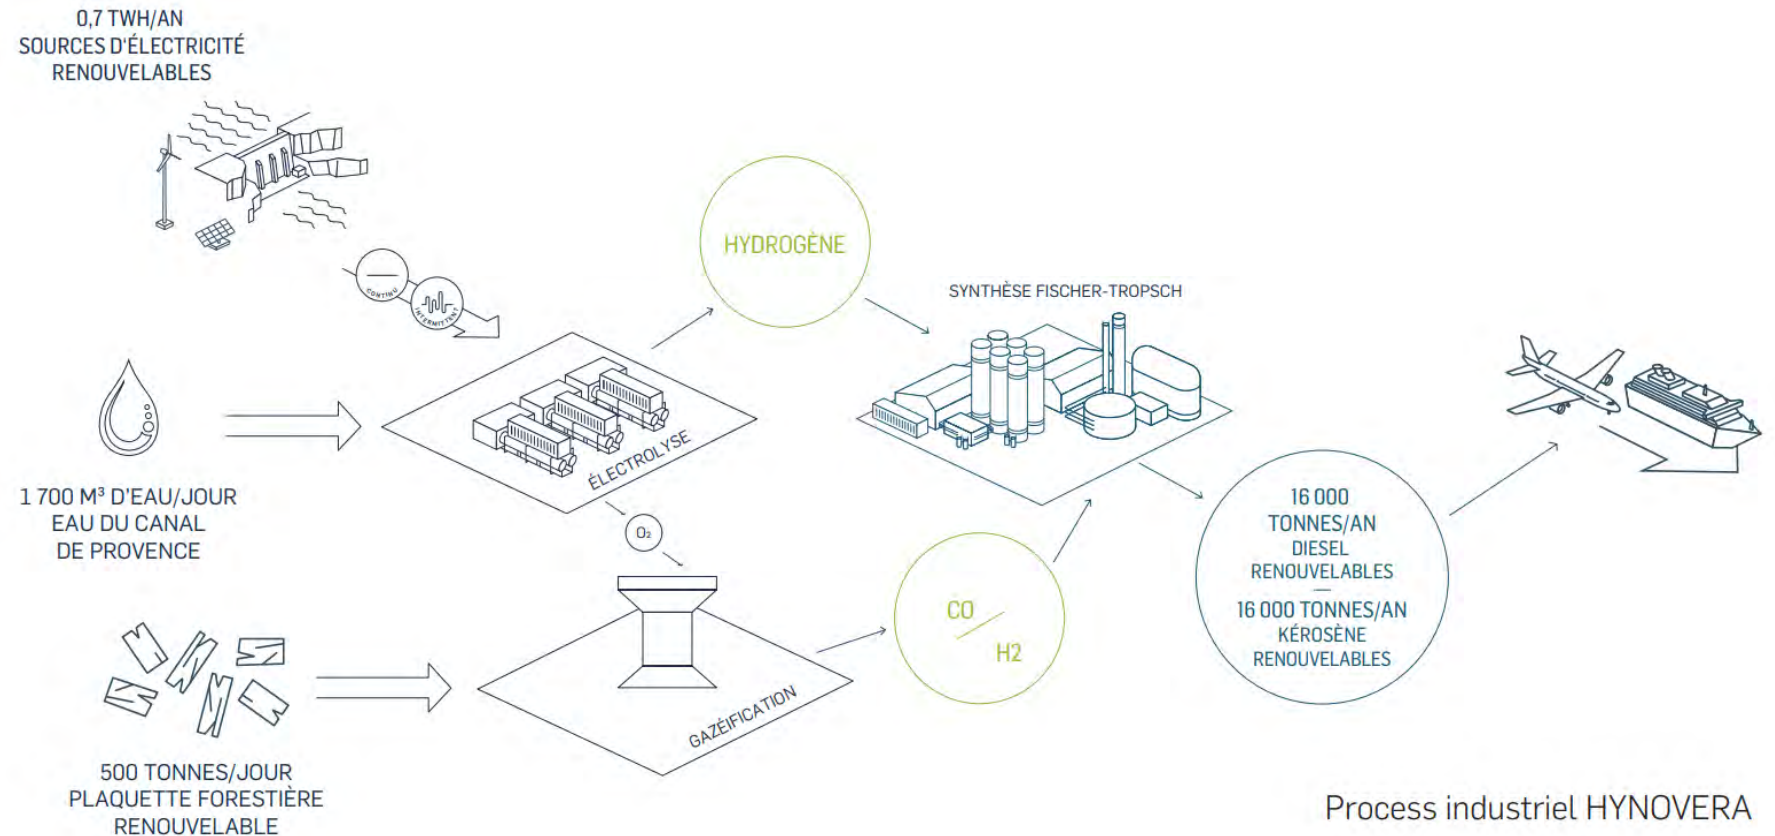 0,7 TWH/AN
SOURCES D'ÉLECTRICITÉ
RENOUVELABLES
CONTINU
INTERMITTENT
HYDROGÈNE
SYNTHÈSE FISCHER-TROPSCH
1 700 M³ D'EAU/JOUR
EAU DU CANAL
DE PROVENCE
ÉLECTROLYSE
O₂
16 000
TONNES/AN
DIESEL
RENOUVELABLES
16 000 TONNES/AN
KÉROSÈNE
RENOUVELABLES
CO
H2
GAZÉIFICATION
500 TONNES/JOUR
PLAQUETTE FORESTIÈRE
RENOUVELABLE
Process industriel HYNOVERA